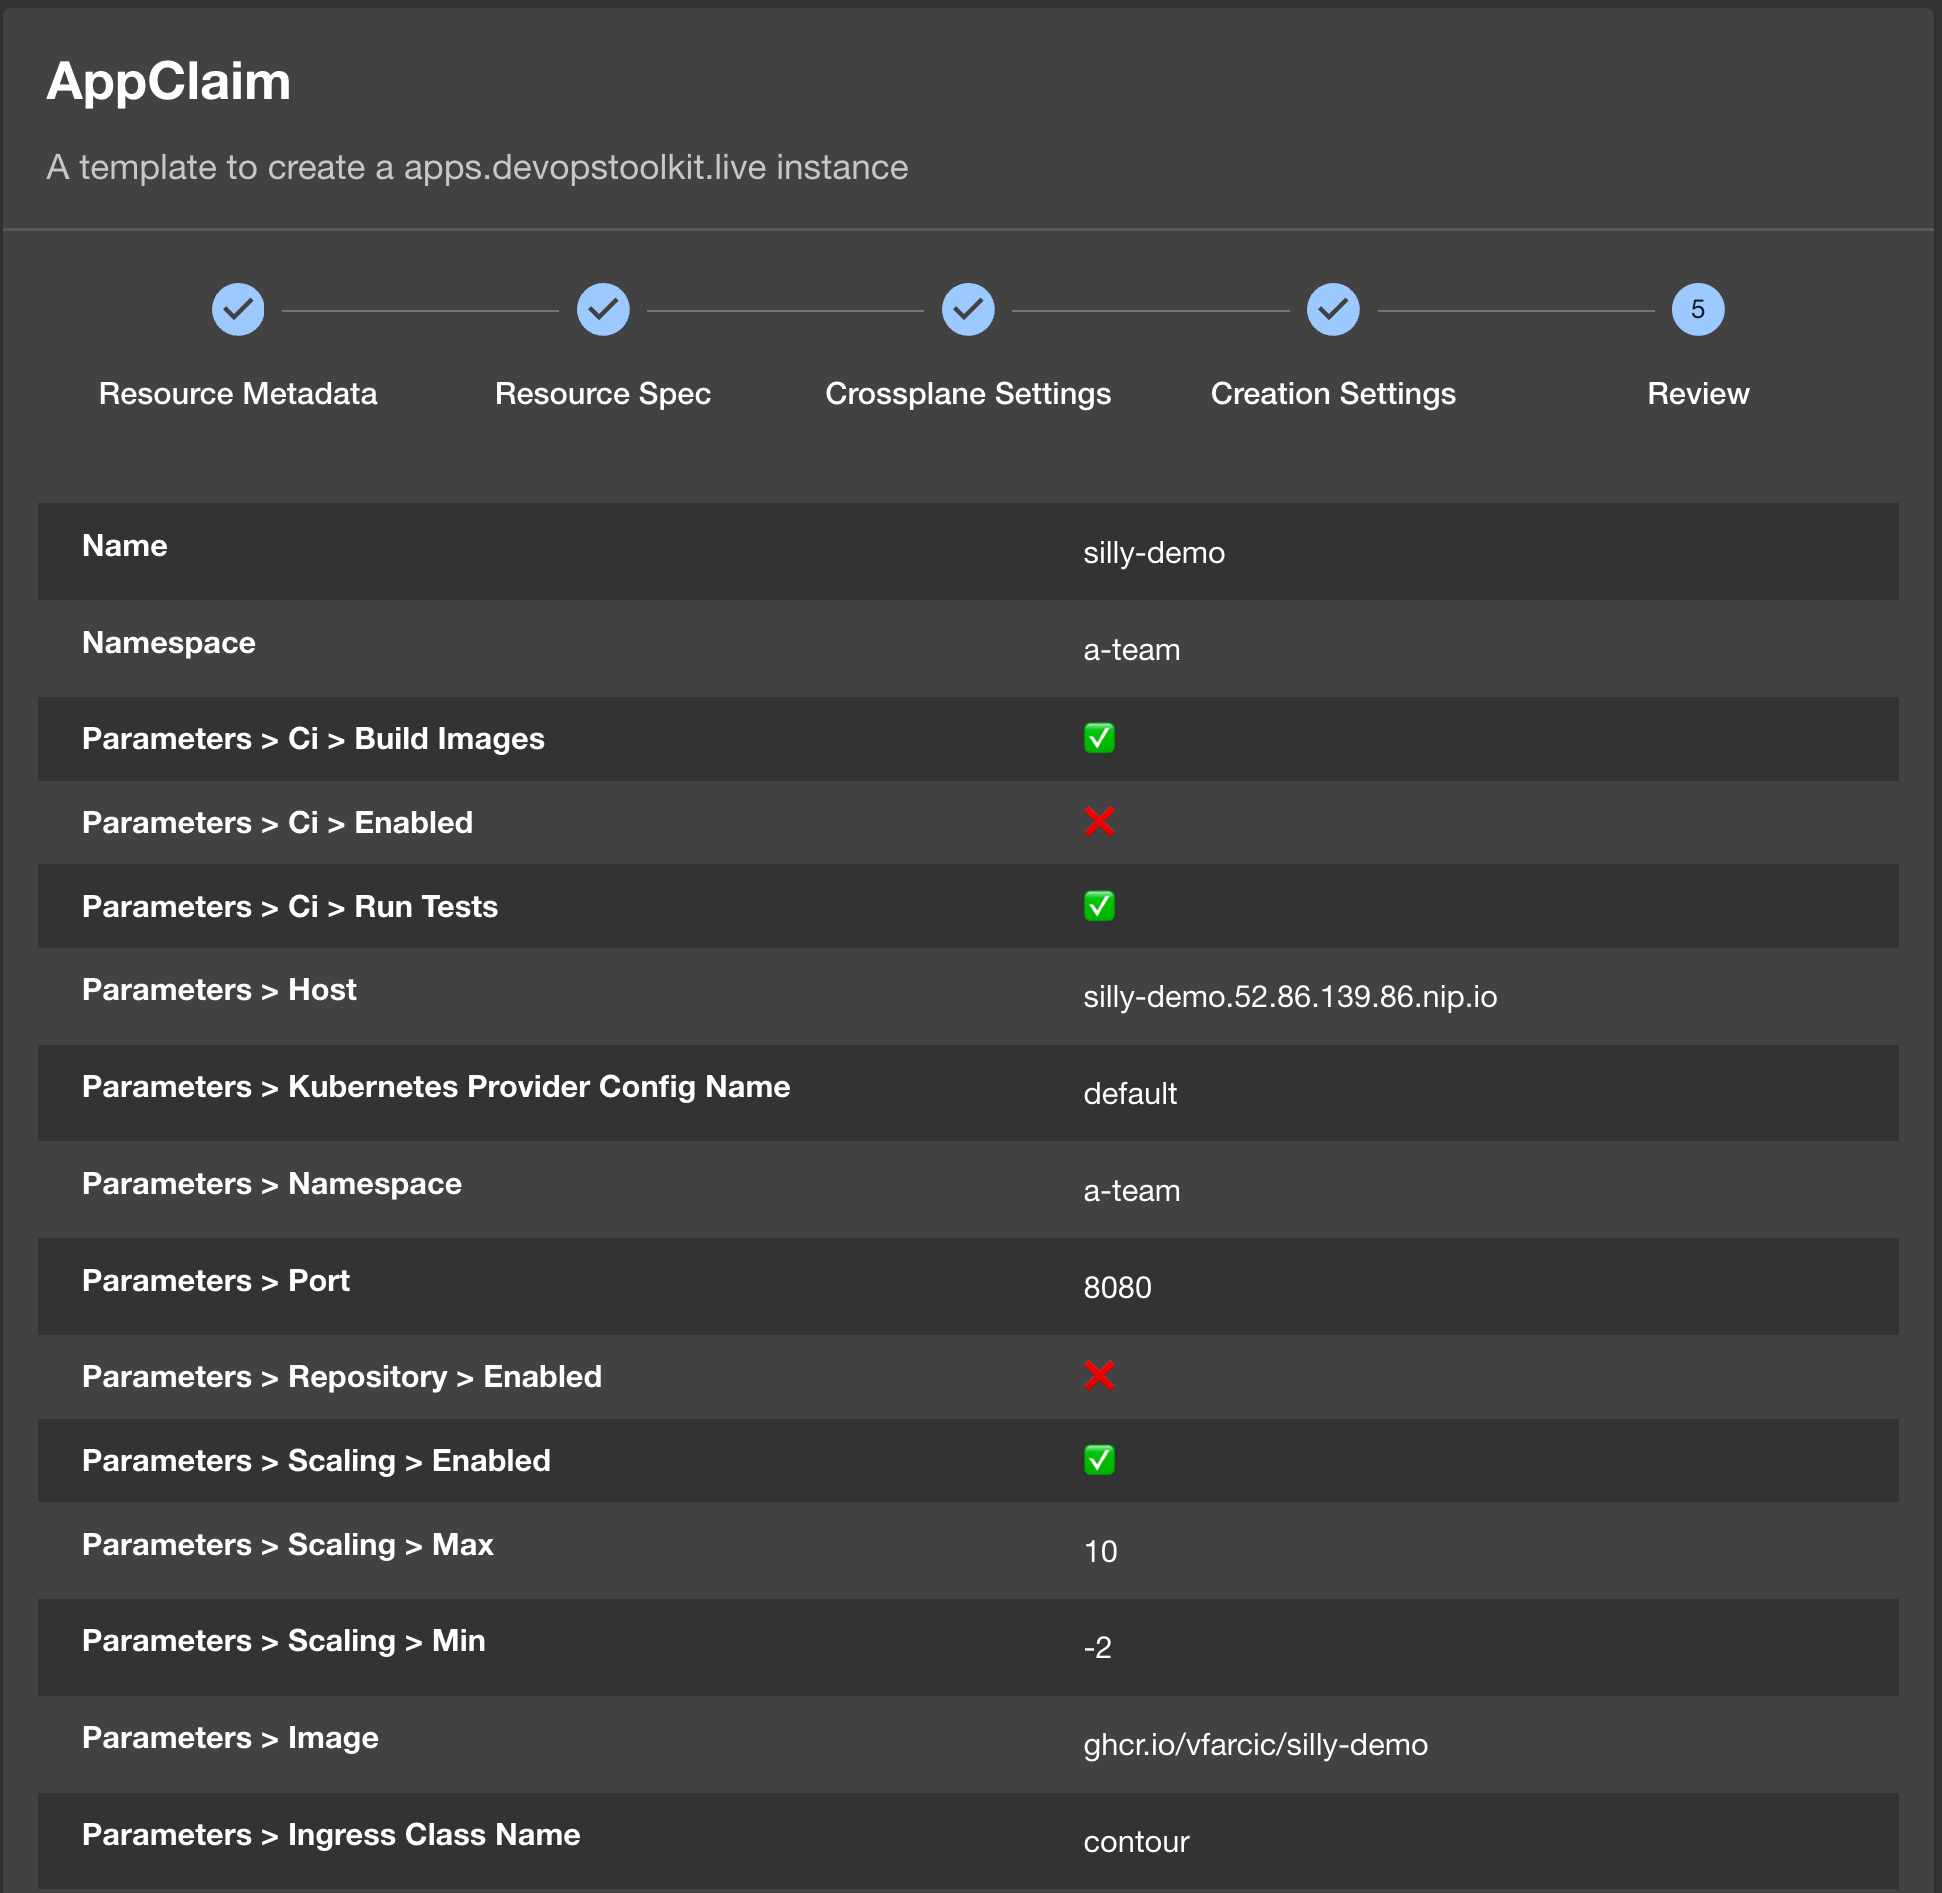 AppClaim
A template to create a apps.devopstoolkit.live instance
5
Resource Metadata Resource Spec Crossplane Settings Creation Settings Review
Name silly-demo
Namespace a-team
Parameters > Ci > Build Images ✅
Parameters > Ci > Enabled ❌
Parameters > Ci > Run Tests ✅
Parameters > Host silly-demo.52.86.139.86.nip.io
Parameters > Kubernetes Provider Config Name default
Parameters > Namespace a-team
Parameters > Port 8080
Parameters > Repository > Enabled ❌
Parameters > Scaling > Enabled ✅
Parameters > Scaling > Max 10
Parameters > Scaling > Min -2
Parameters > Image ghcr.io/vfarcic/silly-demo
Parameters > Ingress Class Name contour